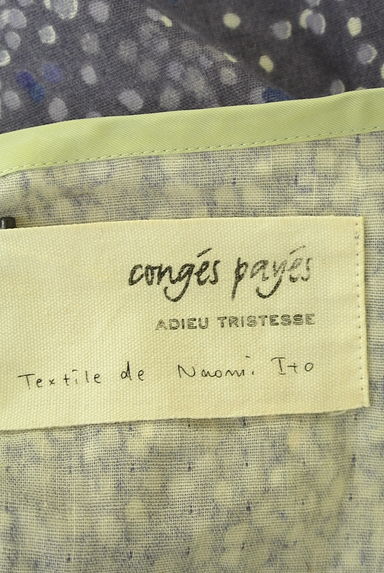 congés payés
ADIEU TRISTESSE
Textile de Naomi Ito